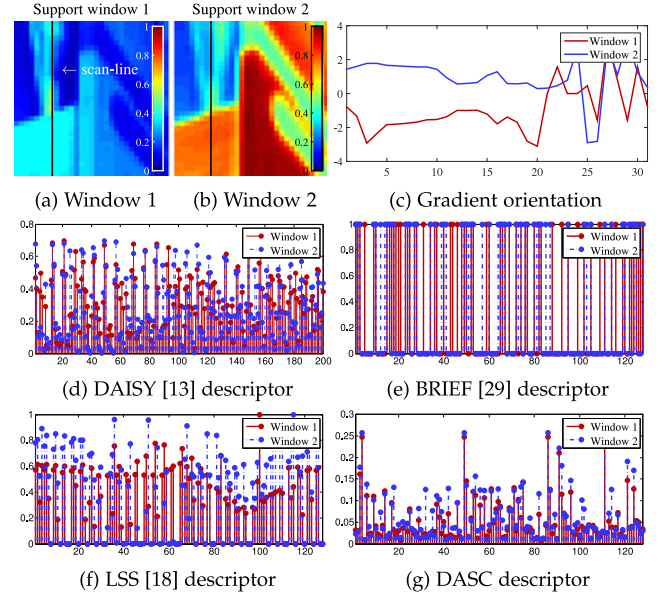 Support window 1
Support window 2
← scan-line
1
0.8
0.6
0.4
0.2
0
1
0.8
0.6
0.4
0.2
0
4
2
0
-2
-4
5 10 15 20 25 30
Window 1
Window 2
(a) Window 1
(b) Window 2
(c) Gradient orientation
0.8
0.6
0.4
0.2
0
20 40 60 80 100 120 140 160 180 200
Window 1
Window 2
1
0.8
0.6
0.4
0.2
0
20 40 60 80 100 120
Window 1
Window 2
(d) DAISY [13] descriptor
(e) BRIEF [29] descriptor
1
0.8
0.6
0.4
0.2
0
20 40 60 80 100 120
Window 1
Window 2
0.3
0.25
0.2
0.15
0.1
0.05
0
20 40 60 80 100 120
Window 1
Window 2
(f) LSS [18] descriptor
(g) DASC descriptor